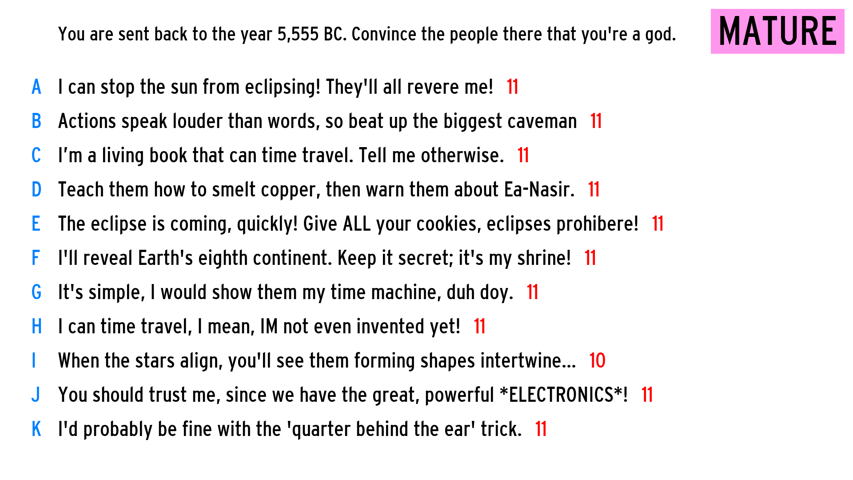 You are sent back to the year 5,555 BC. Convince the people there that you're a god.
MATURE
A I can stop the sun from eclipsing! They'll all revere me! 11
B Actions speak louder than words, so beat up the biggest caveman 11
C I’m a living book that can time travel. Tell me otherwise. 11
D Teach them how to smelt copper, then warn them about Ea-Nasir. 11
E The eclipse is coming, quickly! Give ALL your cookies, eclipses prohibere! 11
F I'll reveal Earth's eighth continent. Keep it secret; it's my shrine! 11
G It's simple, I would show them my time machine, duh doy. 11
H I can time travel, I mean, IM not even invented yet! 11
I When the stars align, you'll see them forming shapes intertwine... 10
J You should trust me, since we have the great, powerful *ELECTRONICS*! 11
K I'd probably be fine with the 'quarter behind the ear' trick. 11